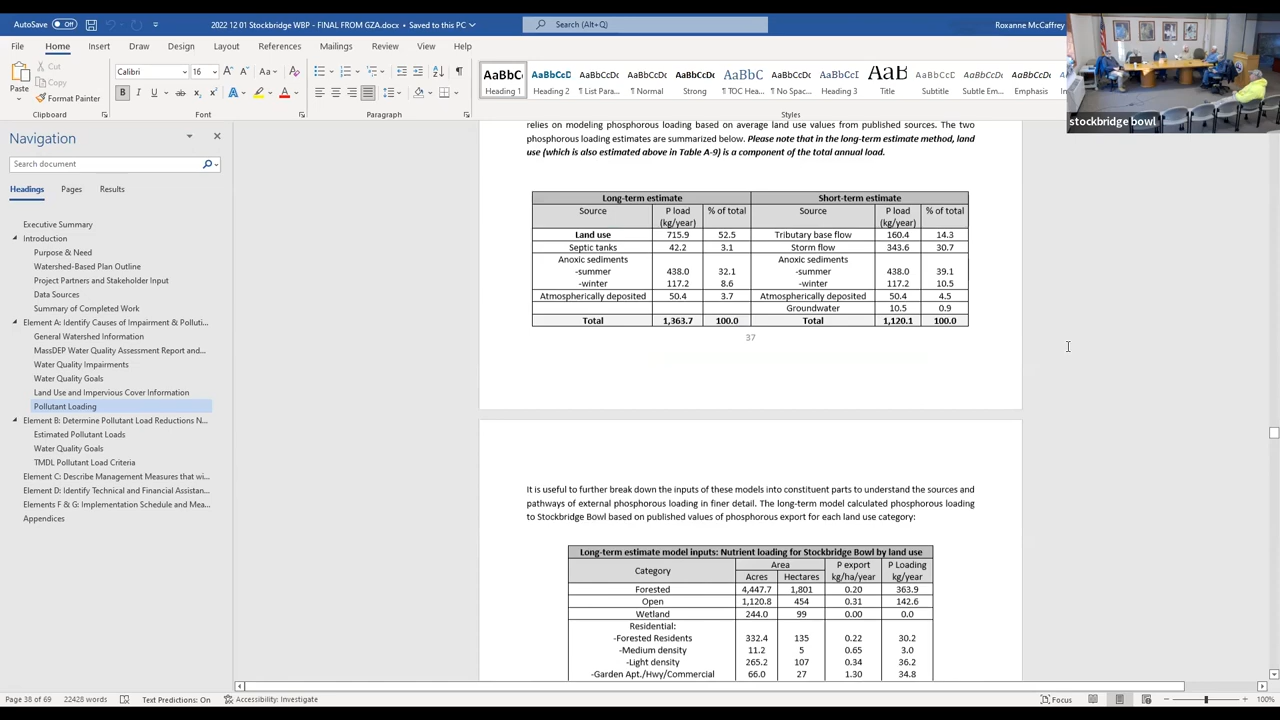 AutoSave Off 2022 12 01 Stockbridge WBP - FINAL FROM GZA.docx • Saved to this PC Search (Alt+Q) Roxanne McCaffrey
File Home Insert Draw Design Layout References Mailings Review View Help
Paste Cut Copy Format Painter
Calibri 16
AaBbC Heading 1 AaBbCcDc Heading 2 AaBbCcDc ¶ List Para... AaBbCcDc ¶ Normal AaBbCcDc Strong AaBbC ¶ TOC Hea... AaBbCcDc ¶ No Spac... AaBbCcDc Heading 3 AaB Title AaBbCcDc Subtitle AaBbCcDc Subtle Em... AaBbCcDc Emphasis
Clipboard Font Paragraph Styles
stockbridge bowl
Navigation
Search document
Headings Pages Results
Executive Summary
Introduction
Purpose & Need
Watershed-Based Plan Outline
Project Partners and Stakeholder Input
Data Sources
Summary of Completed Work
Element A: Identify Causes of Impairment & Polluti...
General Watershed Information
MassDEP Water Quality Assessment Report and...
Water Quality Impairments
Water Quality Goals
Land Use and Impervious Cover Information
Pollutant Loading
Element B: Determine Pollutant Load Reductions N...
Estimated Pollutant Loads
Water Quality Goals
TMDL Pollutant Load Criteria
Element C: Describe Management Measures that wi...
Element D: Identify Technical and Financial Assistan...
Elements F & G: Implementation Schedule and Mea...
Appendices
relies on modeling phosphorous loading based on average land use values from published sources. The two
phosphorous loading estimates are summarized below. Please note that in the long-term estimate method, land
use (which is also estimated above in Table A-9) is a component of the total annual load.
Long-term estimate Short-term estimate
Source P load (kg/year) % of total Source P load (kg/year) % of total
Land use 715.9 52.5 Tributary base flow 160.4 14.3
Septic tanks 42.2 3.1 Storm flow 343.6 30.7
Anoxic sediments Anoxic sediments
-summer 438.0 32.1 -summer 438.0 39.1
-winter 117.2 8.6 -winter 117.2 10.5
Atmospherically deposited 50.4 3.7 Atmospherically deposited 50.4 4.5
Groundwater 10.5 0.9
Total 1,363.7 100.0 Total 1,120.1 100.0
37
It is useful to further break down the inputs of these models into constituent parts to understand the sources and
pathways of external phosphorous loading in finer detail. The long-term model calculated phosphorous loading
to Stockbridge Bowl based on published values of phosphorous export for each land use category:
Long-term estimate model inputs: Nutrient loading for Stockbridge Bowl by land use
Category Area P export kg/ha/year P Loading kg/year
Acres Hectares
Forested 4,447.7 1,801 0.20 363.9
Open 1,120.8 454 0.31 142.6
Wetland 244.0 99 0.00 0.0
Residential:
-Forested Residents 332.4 135 0.22 30.2
-Medium density 11.2 5 0.65 3.0
-Light density 265.2 107 0.34 36.2
-Garden Apt./Hwy/Commercial 66.0 27 1.30 34.8
Page 38 of 69 22428 words Text Predictions: On Accessibility: Investigate Focus 100%